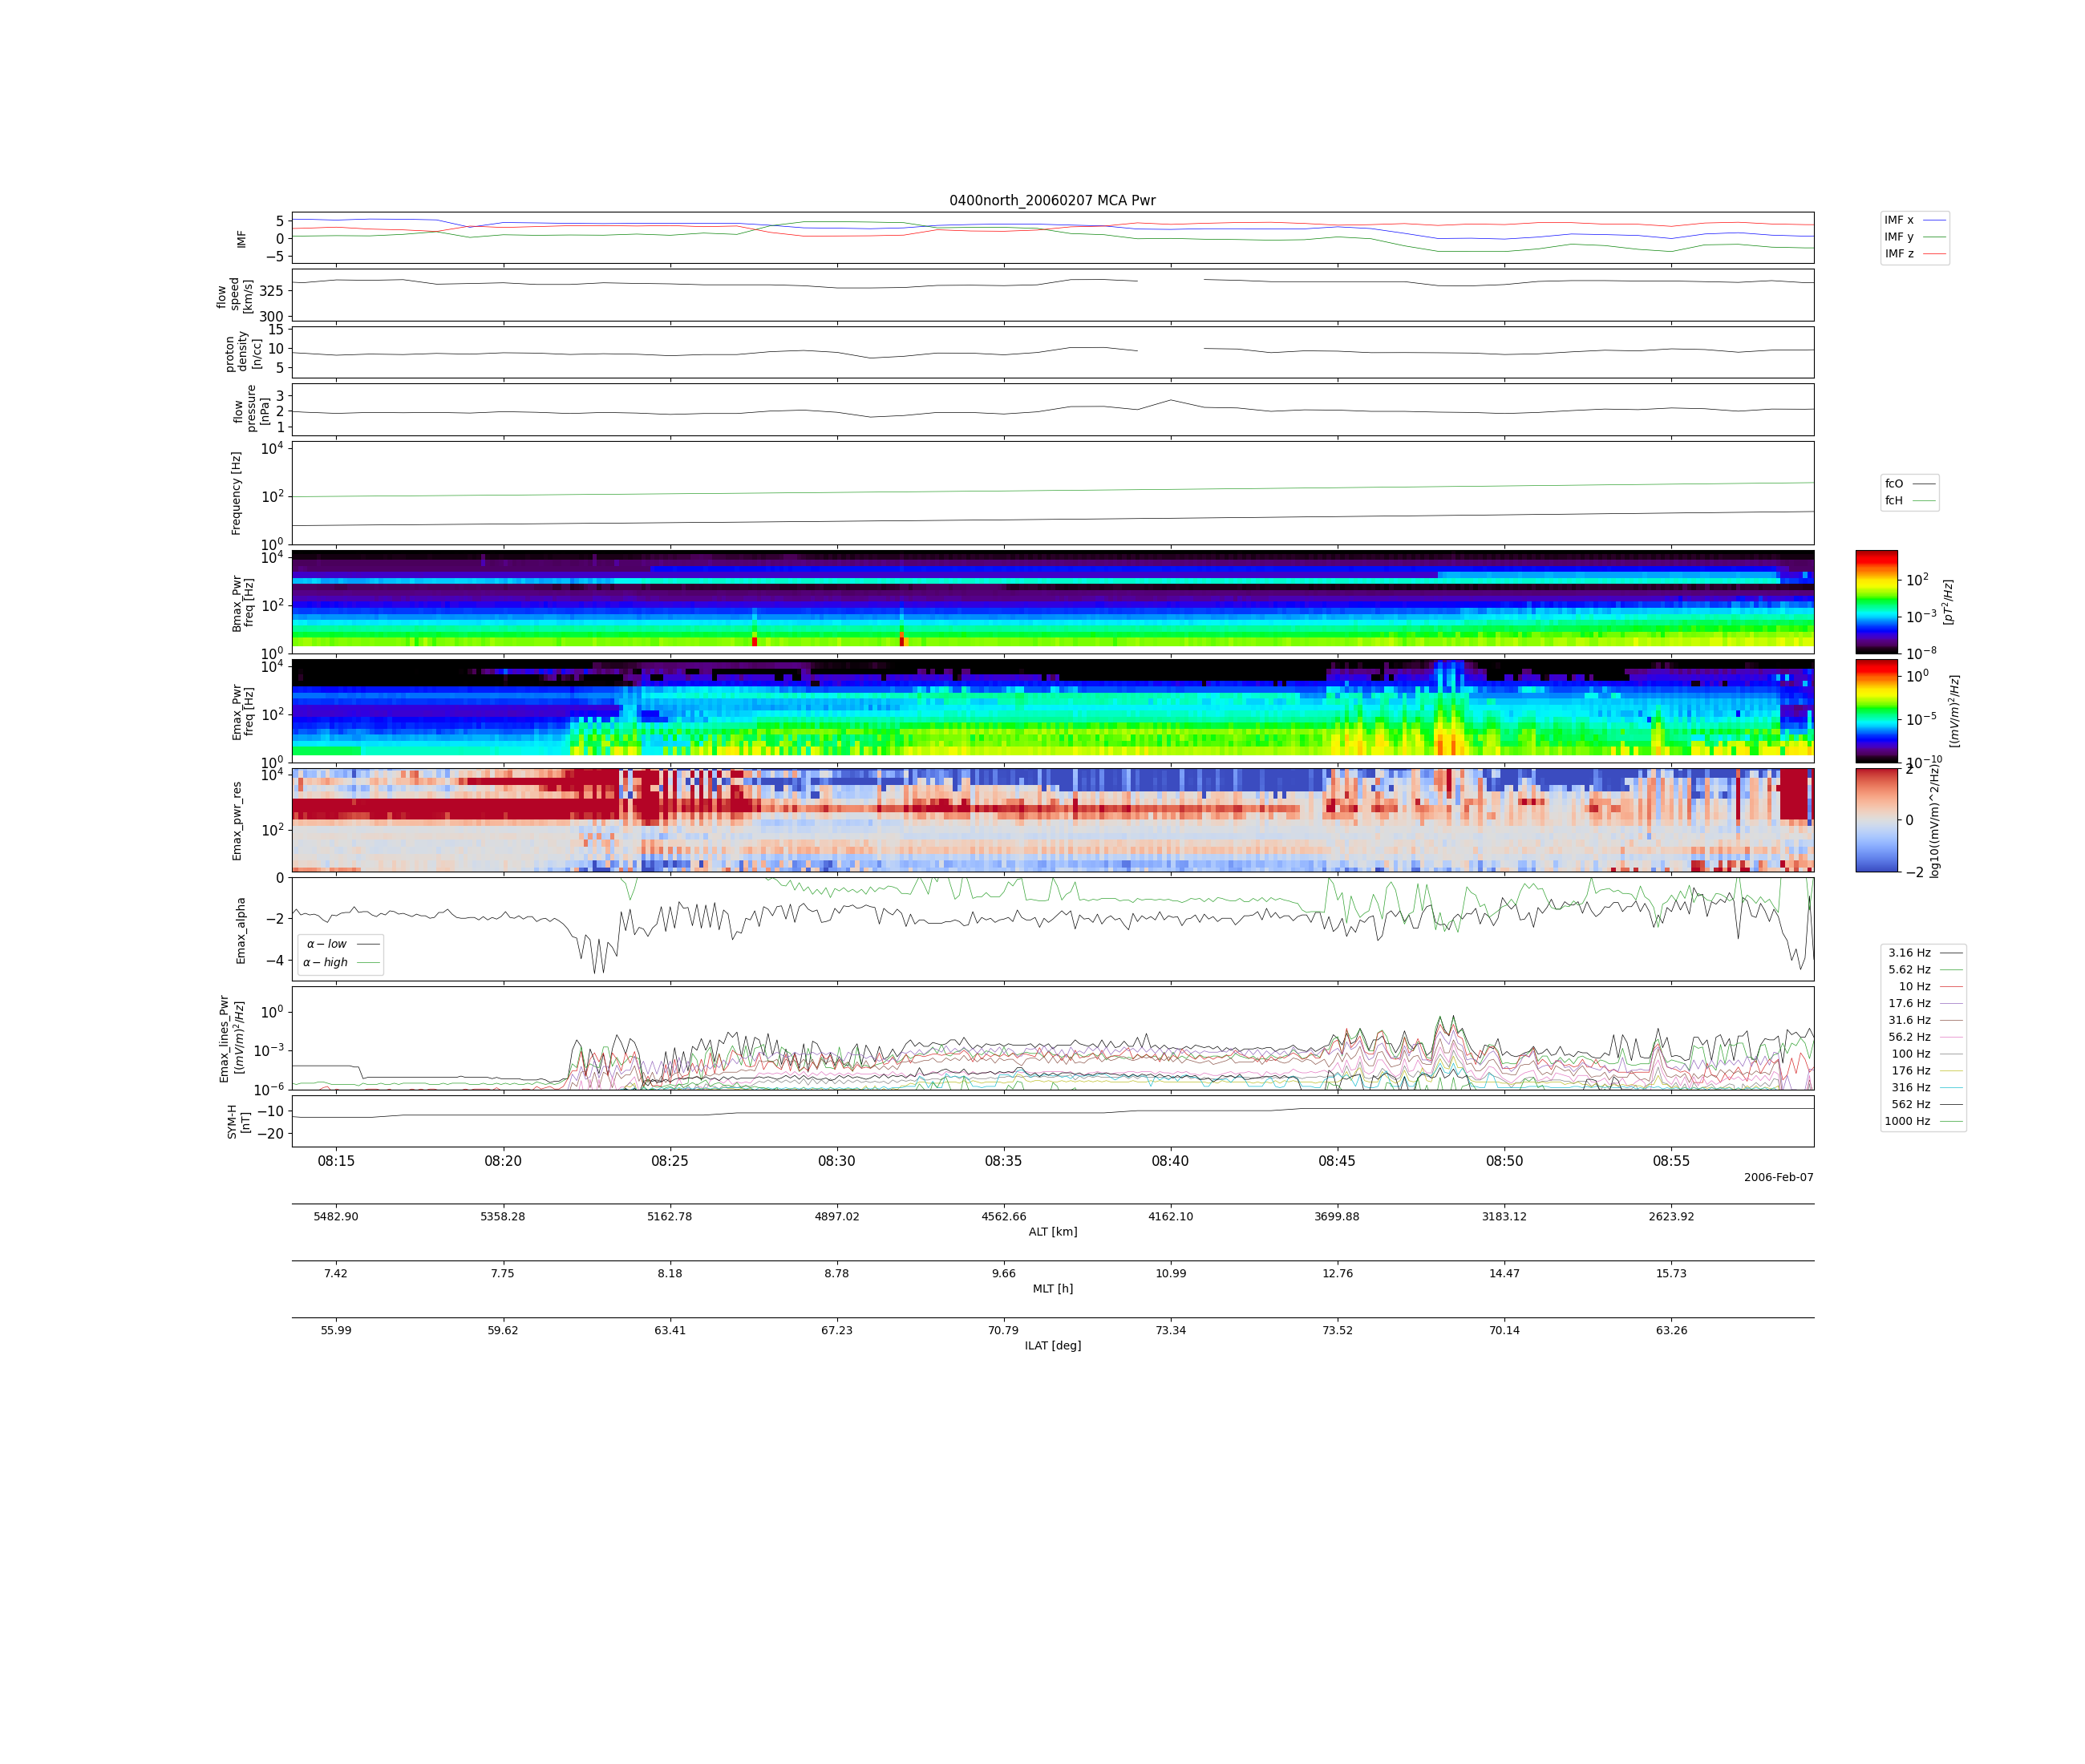 0400north_20060207 MCA Pwr
5
0
−5
IMF
IMF x
IMF y
IMF z
325
300
flow
speed
[km/s]
15
10
5
proton
density
[n/cc]
3
2
1
flow
pressure
[nPa]
10^4
10^2
10^0
Frequency [Hz]
fcO
fcH
10^4
10^2
10^0
Bmax_Pwr
freq [Hz]
10^2
10^−3
10^−8
[pT^2/Hz]
10^4
10^2
10^0
Emax_Pwr
freq [Hz]
10^0
10^−5
10^−10
[(mV/m)^2/Hz]
10^4
10^2
Emax_pwr_res
2
0
−2
log10((mV/m)^2/Hz)
0
−2
−4
Emax_alpha
α − low
α − high
10^0
10^−3
10^−6
Emax_lines_Pwr
[(mV/m)^2/Hz]
3.16 Hz
5.62 Hz
10 Hz
17.6 Hz
31.6 Hz
56.2 Hz
100 Hz
176 Hz
316 Hz
562 Hz
1000 Hz
−10
−20
SYM-H
[nT]
08:15 08:20 08:25 08:30 08:35 08:40 08:45 08:50 08:55
2006-Feb-07
5482.90 5358.28 5162.78 4897.02 4562.66 4162.10 3699.88 3183.12 2623.92
ALT [km]
7.42 7.75 8.18 8.78 9.66 10.99 12.76 14.47 15.73
MLT [h]
55.99 59.62 63.41 67.23 70.79 73.34 73.52 70.14 63.26
ILAT [deg]